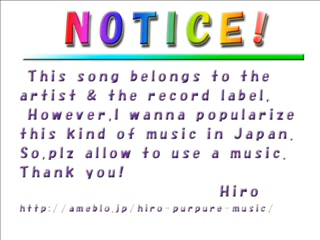 NOTICE!
This song belongs to the
artist & the record label.
However,I wanna popularize
this kind of music in Japan.
So,plz allow to use a music.
Thank you!
Hiro
http://ameblo.jp/hiro-purpure-music/